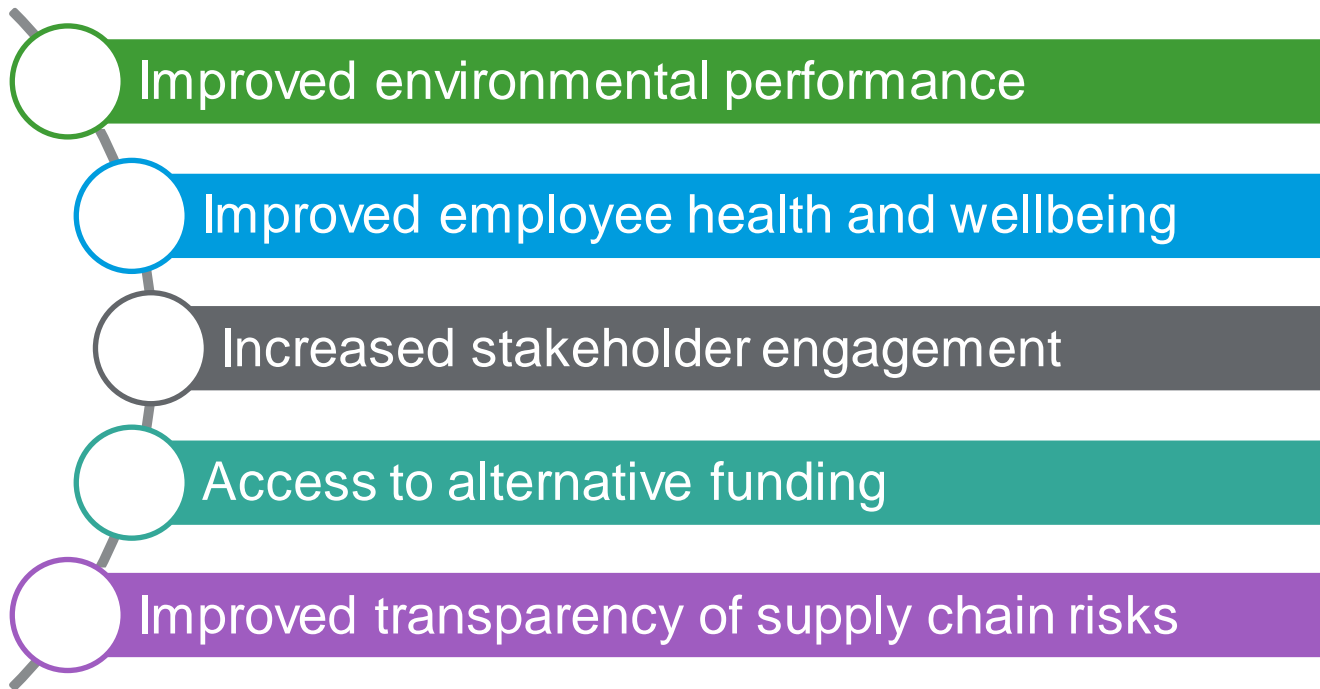 Improved environmental performance
Improved employee health and wellbeing
Increased stakeholder engagement
Access to alternative funding
Improved transparency of supply chain risks